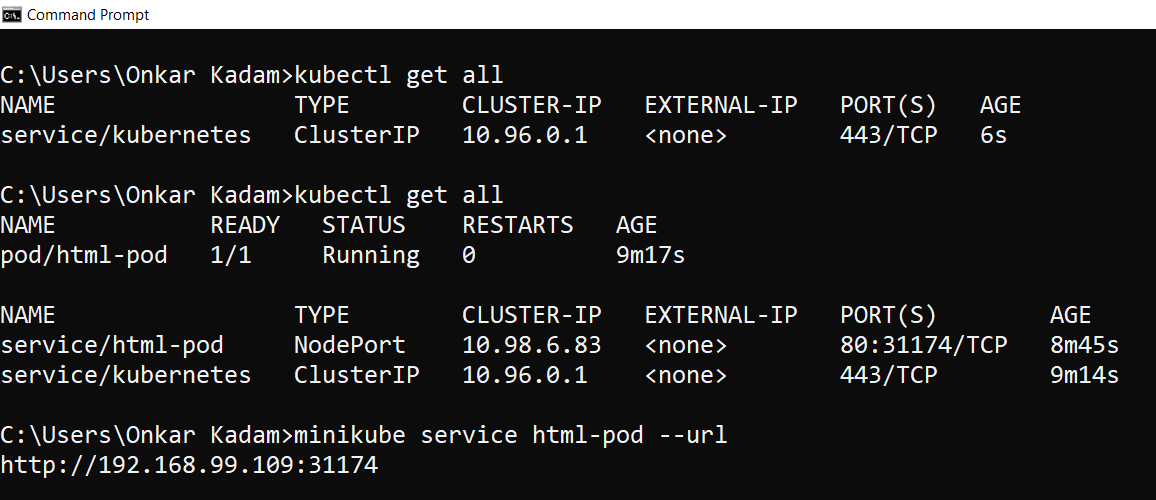 Command Prompt
C:\Users\Onkar Kadam>kubectl get all
NAME TYPE CLUSTER-IP EXTERNAL-IP PORT(S) AGE
service/kubernetes ClusterIP 10.96.0.1 <none> 443/TCP 6s
C:\Users\Onkar Kadam>kubectl get all
NAME READY STATUS RESTARTS AGE
pod/html-pod 1/1 Running 0 9m17s
NAME TYPE CLUSTER-IP EXTERNAL-IP PORT(S) AGE
service/html-pod NodePort 10.98.6.83 <none> 80:31174/TCP 8m45s
service/kubernetes ClusterIP 10.96.0.1 <none> 443/TCP 9m14s
C:\Users\Onkar Kadam>minikube service html-pod --url
http://192.168.99.109:31174